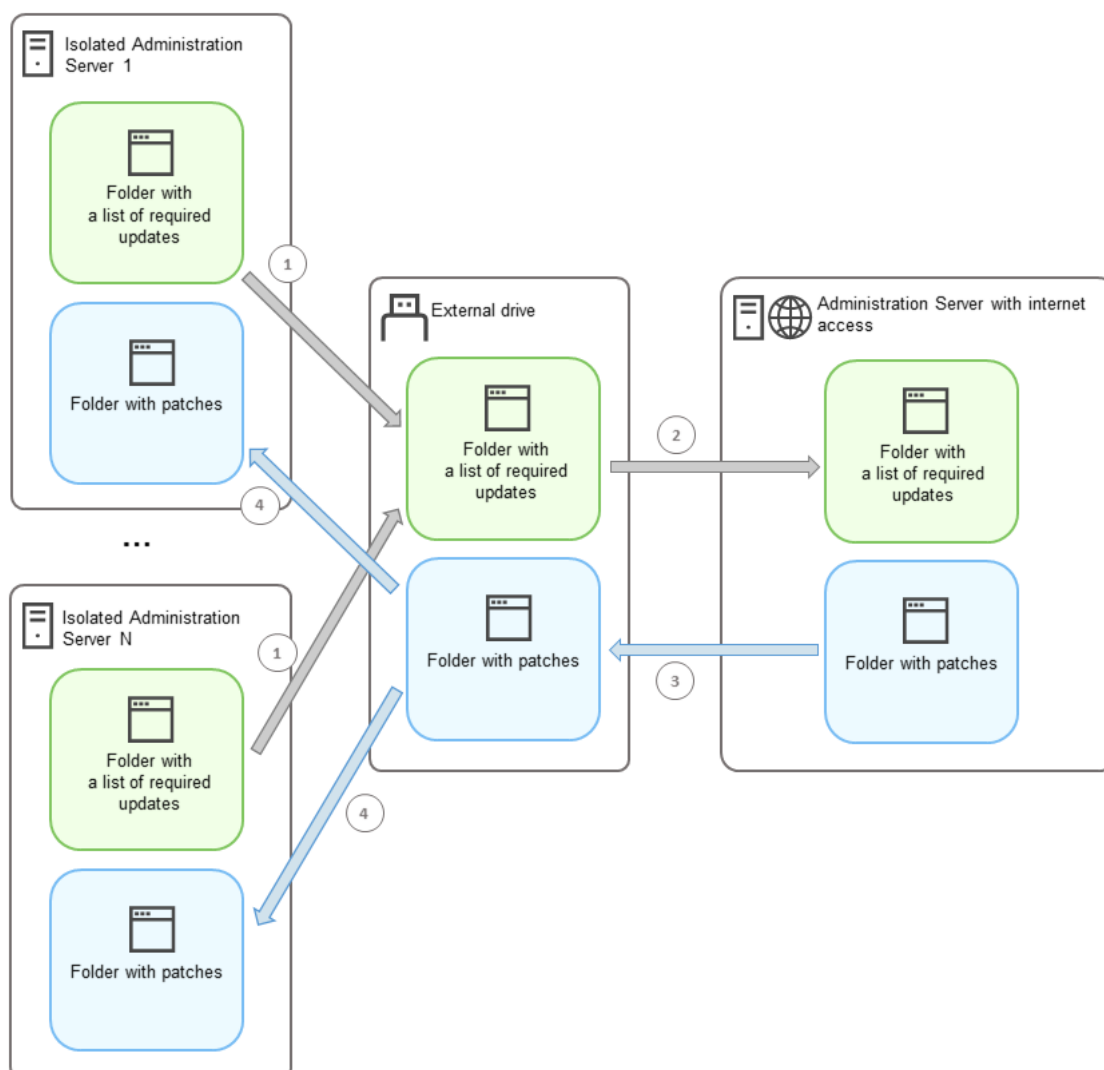 Isolated Administration
Server 1
Folder with
a list of required
updates
1
Folder with patches
4
...
Isolated Administration
Server N
Folder with
a list of required
updates
1
Folder with patches
4
External drive
Folder with
a list of required
updates
2
Folder with patches
3
Administration Server with internet
access
Folder with
a list of required
updates
Folder with patches